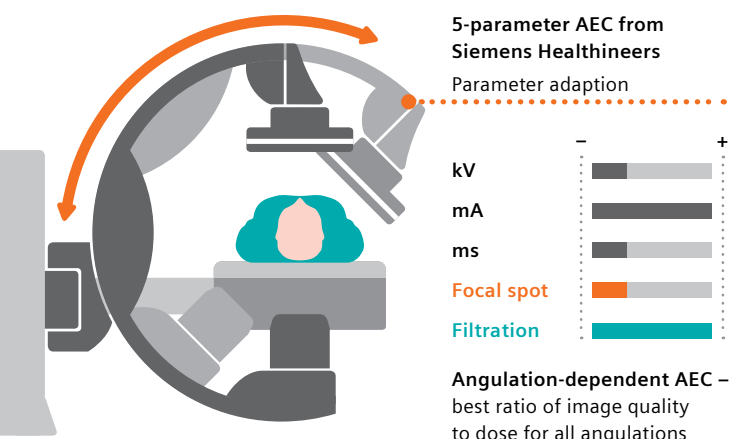 5-parameter AEC from
Siemens Healthineers
Parameter adaption
– +
kV
mA
ms
Focal spot
Filtration
Angulation-dependent AEC –
best ratio of image quality
to dose for all angulations